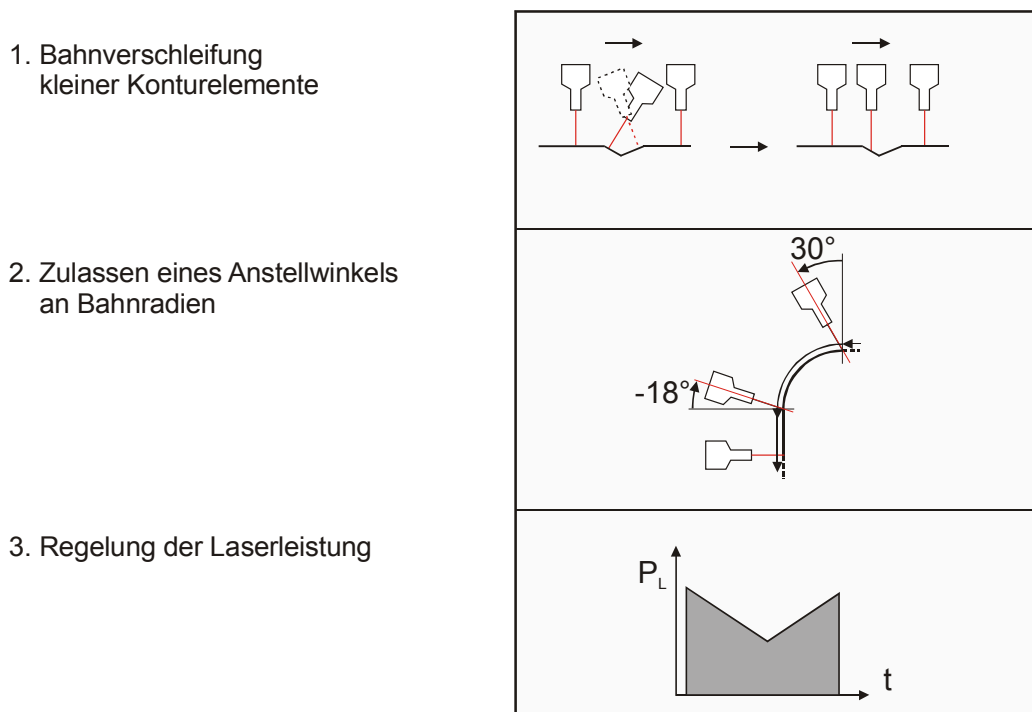 1. Bahnverschleifung
kleiner Konturelemente
2. Zulassen eines Anstellwinkels
an Bahnradien
30°
-18°
3. Regelung der Laserleistung
P_L
t